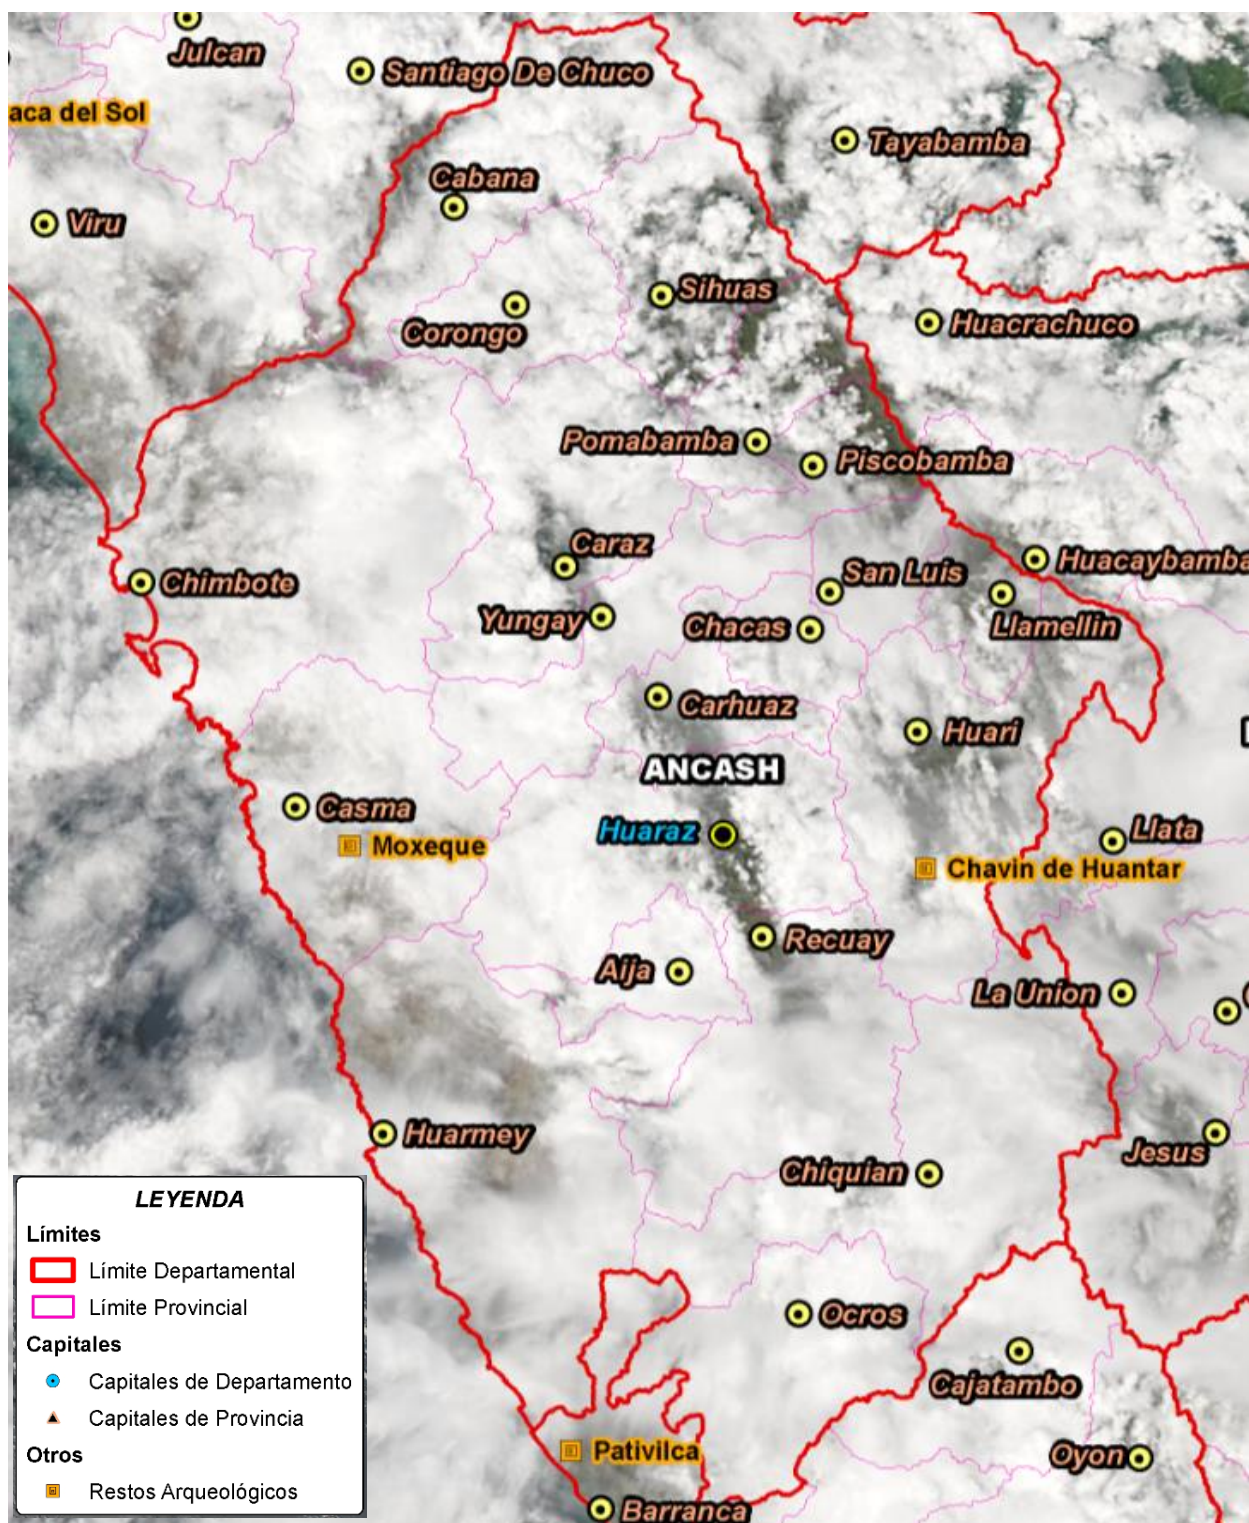 Julcan
Santiago De Chuco
aca del Sol
Tayabamba
Cabana
Viru
Sihuas
Corongo
Huacrachuco
Pomabamba
Piscobamba
Caraz
Huacaybamba
San Luis
Chimbote
Yungay
Chacas
Llamellin
Carhuaz
Huari
ANCASH
Casma
Huaraz
Llata
Moxeque
Chavin de Huantar
Recuay
Aija
La Union
Huarmey
Jesus
Chiquian
Ocros
Cajatambo
Pativilca
Oyon
Barranca
LEYENDA
Límites
Límite Departamental
Límite Provincial
Capitales
Capitales de Departamento
Capitales de Provincia
Otros
Restos Arqueológicos